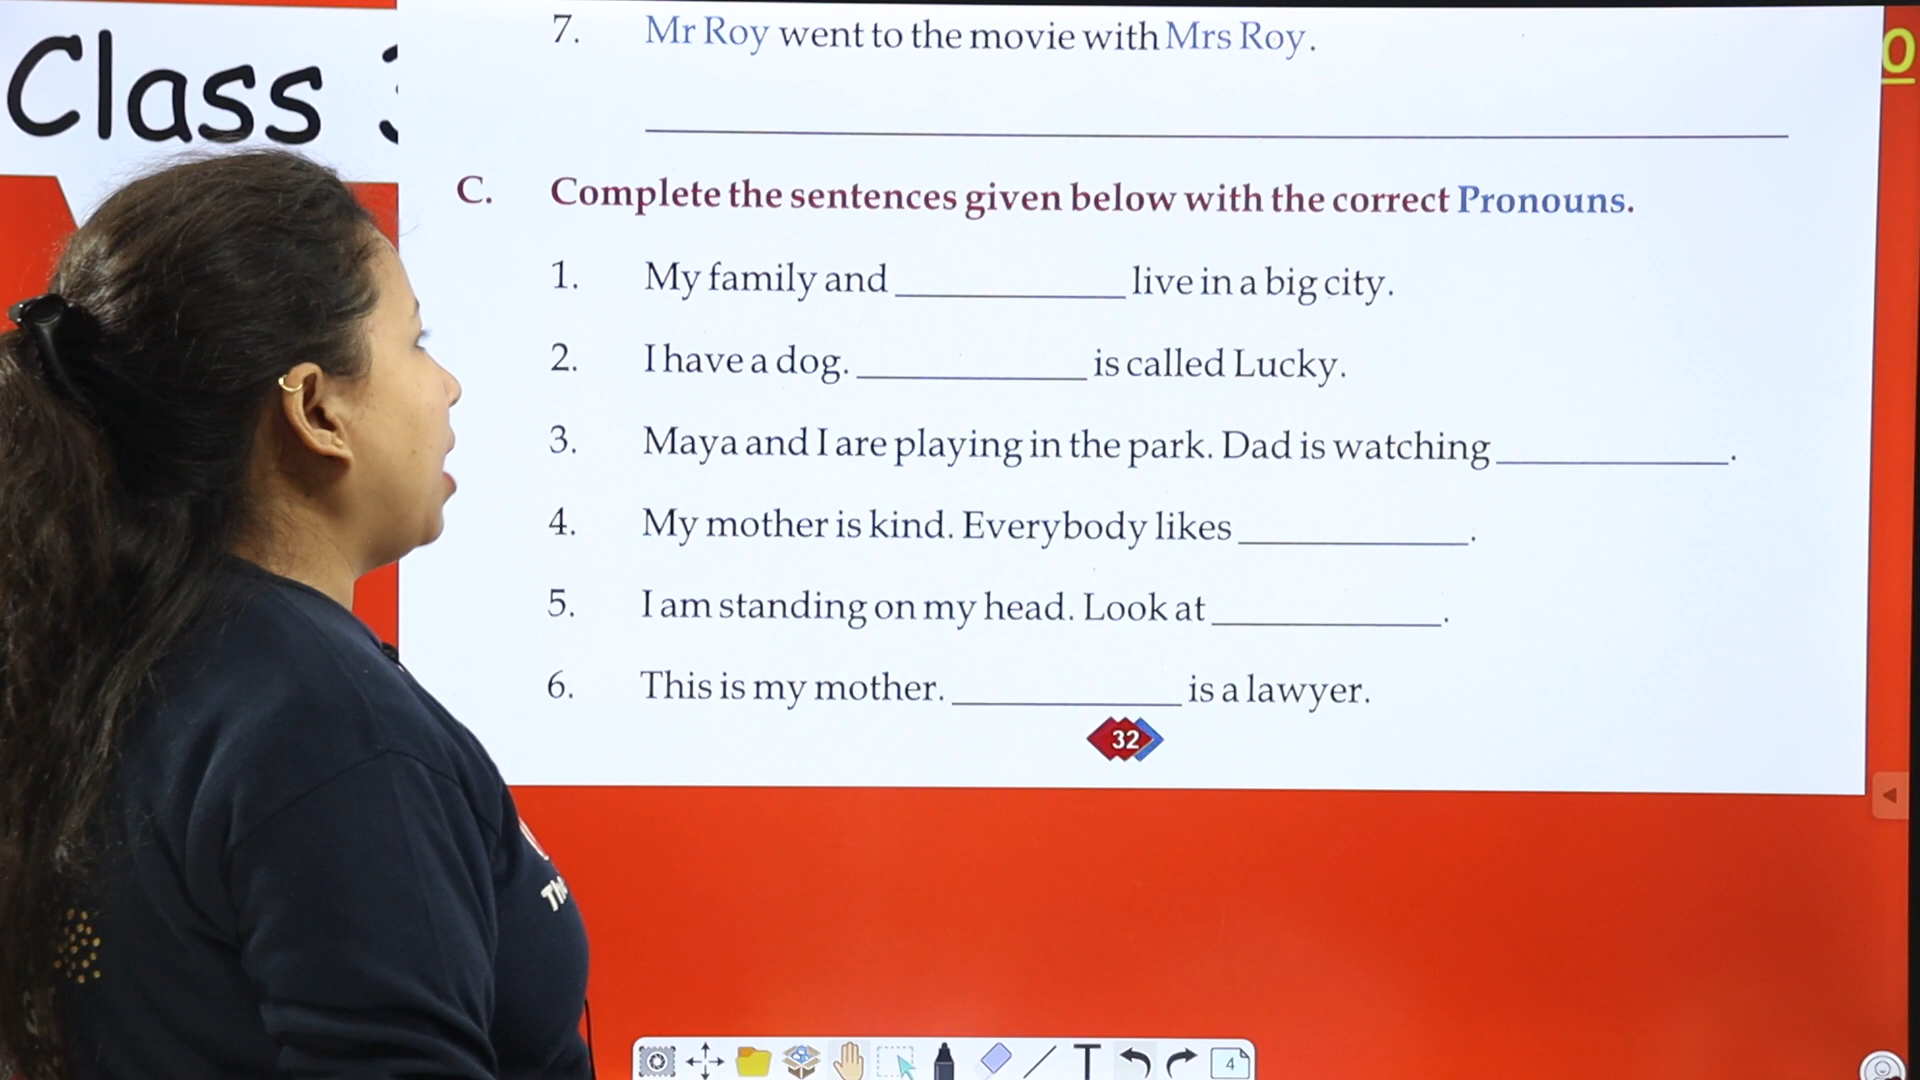 Class
7. Mr Roy went to the movie with Mrs Roy.
C. Complete the sentences given below with the correct Pronouns.
1. My family and ____________ live in a big city.
2. I have a dog. ____________ is called Lucky.
3. Maya and I are playing in the park. Dad is watching ____________.
4. My mother is kind. Everybody likes ____________.
5. I am standing on my head. Look at ____________.
6. This is my mother. ____________ is a lawyer.
32
T
4